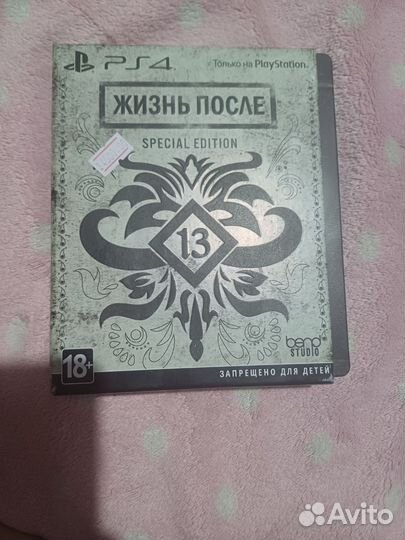 PS4
Только на PlayStation.
ЖИЗНЬ ПОСЛЕ
SPECIAL EDITION
13
bend
STUDIO
18+
ЗАПРЕЩЕНО ДЛЯ ДЕТЕЙ
Avito